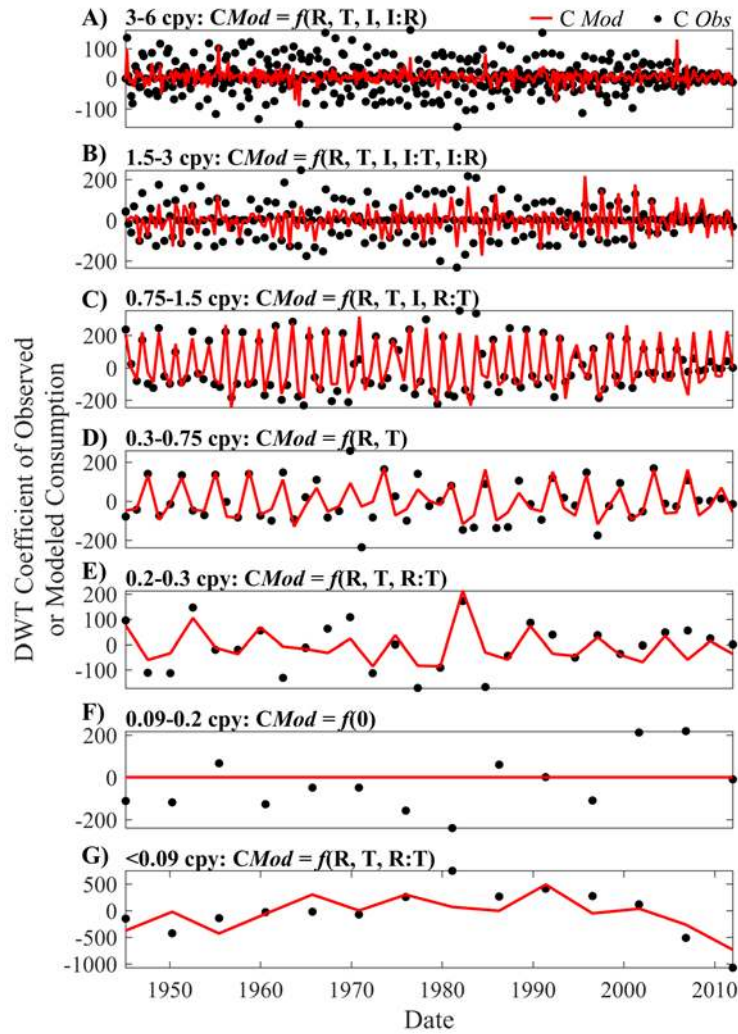 A) 3-6 cpy: CMod = f(R, T, I, I:R)
C Mod
C Obs
100
0
-100
B) 1.5-3 cpy: CMod = f(R, T, I, I:T, I:R)
200
0
-200
C) 0.75-1.5 cpy: CMod = f(R, T, I, R:T)
200
0
-200
D) 0.3-0.75 cpy: CMod = f(R, T)
200
0
-200
E) 0.2-0.3 cpy: CMod = f(R, T, R:T)
200
100
0
-100
F) 0.09-0.2 cpy: CMod = f(0)
200
0
-200
G) <0.09 cpy: CMod = f(R, T, R:T)
500
0
-500
-1000
1950 1960 1970 1980 1990 2000 2010
Date
DWT Coefficient of Observed
or Modeled Consumption